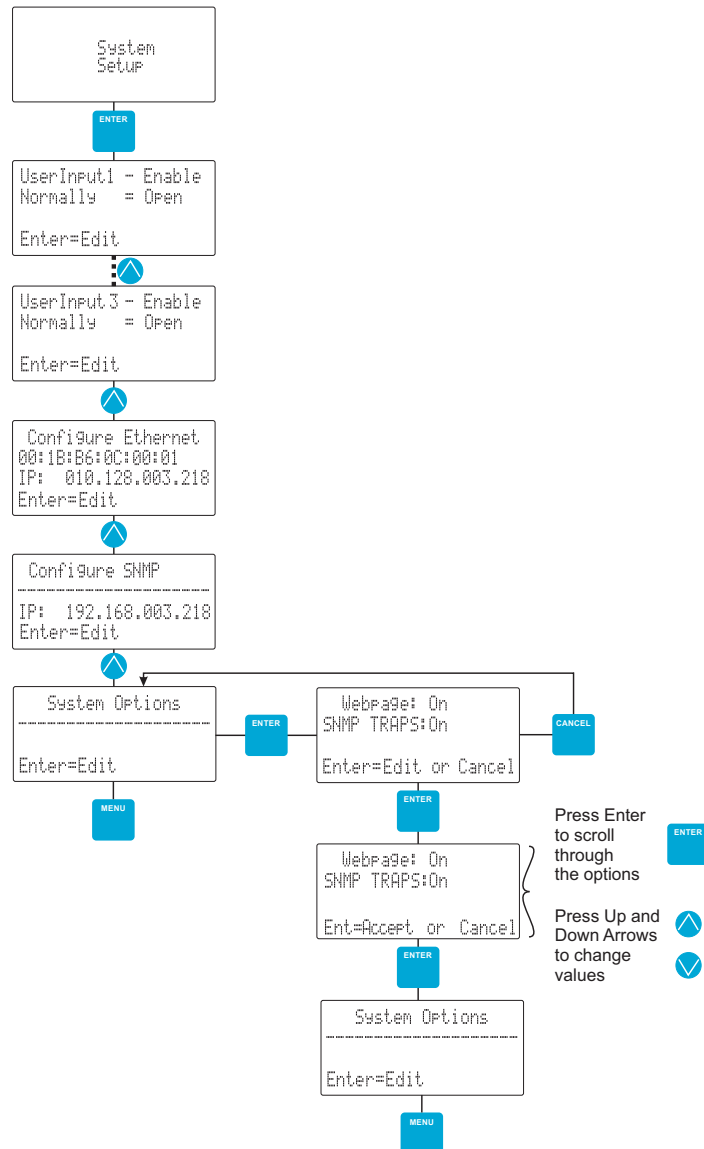 System
Setup
ENTER
UserInput1 - Enable
Normally = Open
Enter=Edit
UserInput 3 - Enable
Normally = Open
Enter=Edit
Configure Ethernet
00:1B:B6:0C:00:01
IP: 010.128.003.218
Enter=Edit
Configure SNMP
IP: 192.168.003.218
Enter=Edit
System Options
Enter=Edit
MENU
ENTER
Webpage: On
SNMP TRAPS:On
Enter=Edit or Cancel
CANCEL
ENTER
Webpage: On
SNMP TRAPS:On
Ent=Accept or Cancel
Press Enter
to scroll
through
the options
ENTER
Press Up and
Down Arrows
to change
values
ENTER
System Options
Enter=Edit
MENU